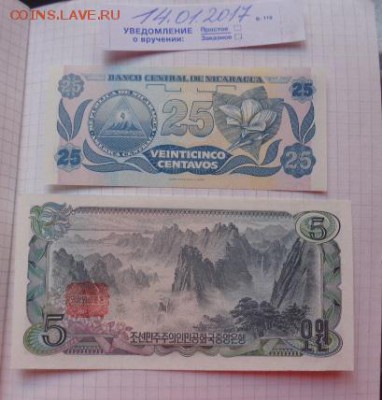 COINS.LAVE.RU
14.01.2017
УВЕДОМЛЕНИЕ
о вручении:
Простое
Заказное
ф. 119
BANCO CENTRAL DE NICARAGUA
25
25
25
VEINTICINCO
CENTAVOS
25
25
5
5
오원
조선민주주의인민공화국중앙은행